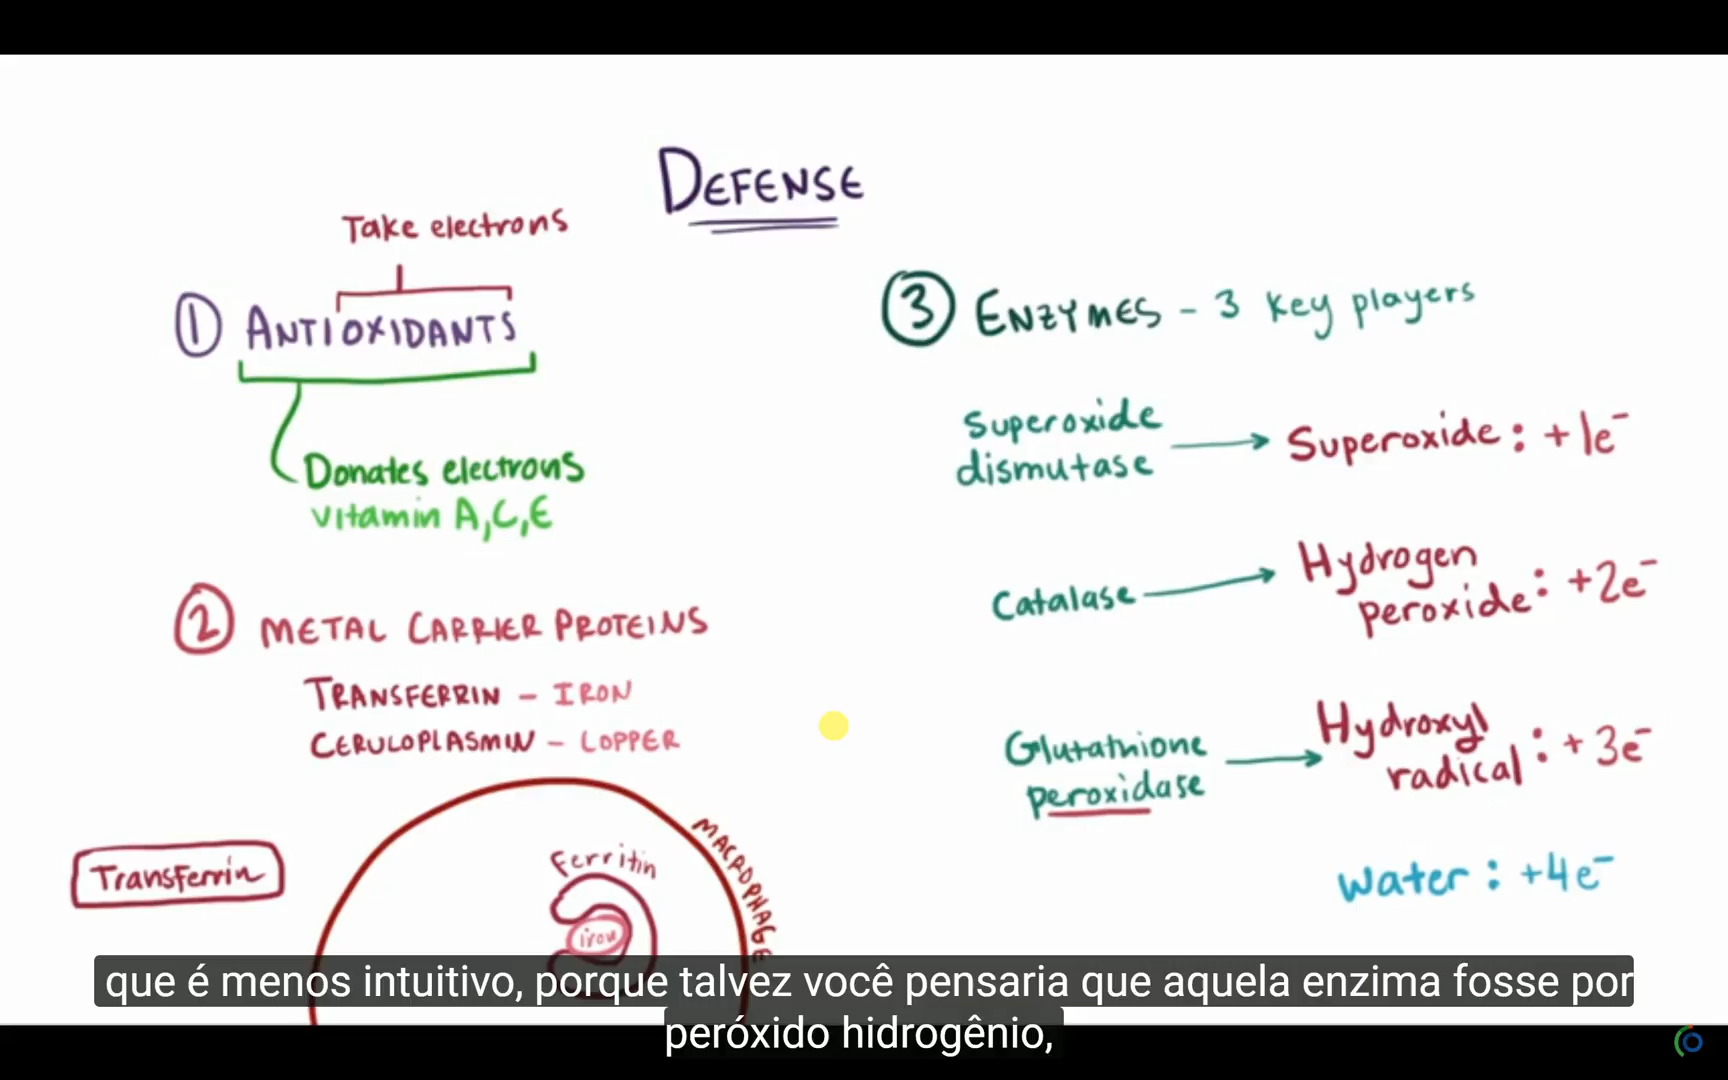 DEFENSE
Take electrons
1 ANTIOXIDANTS
Donates electrons
vitamin A,C,E
2 METAL CARRIER PROTEINS
TRANSFERRIN - IRON
CERULOPLASMIN - COPPER
Transferrin
Ferritin
iron
MACROPHAGE
3 ENZYMES - 3 key players
Superoxide
dismutase
Superoxide: +1e⁻
Catalase
Hydrogen
peroxide: +2e⁻
Glutathione
peroxidase
Hydroxyl
radical: +3e⁻
water: +4e⁻
que é menos intuitivo, porque talvez você pensaria que aquela enzima fosse por
peróxido hidrogênio,